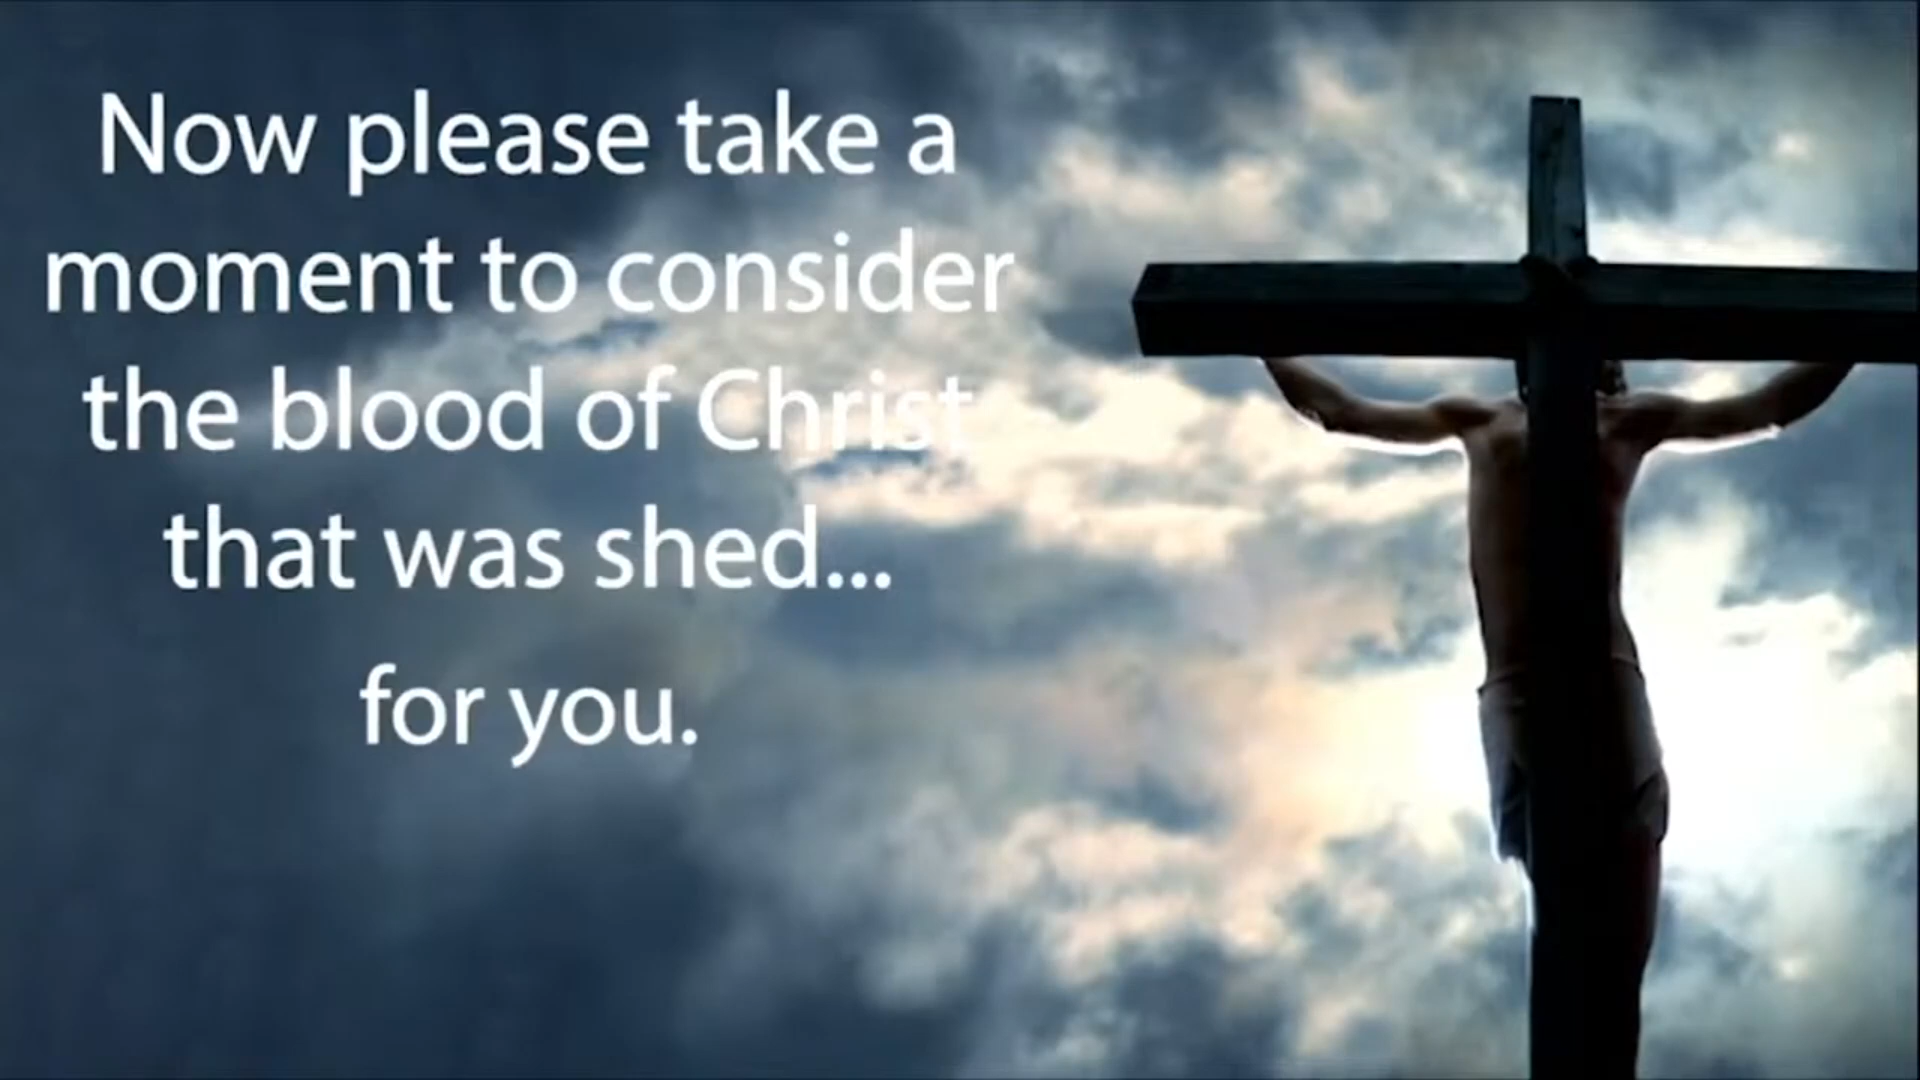 Now please take a
moment to consider
the blood of Christ
that was shed...
for you.